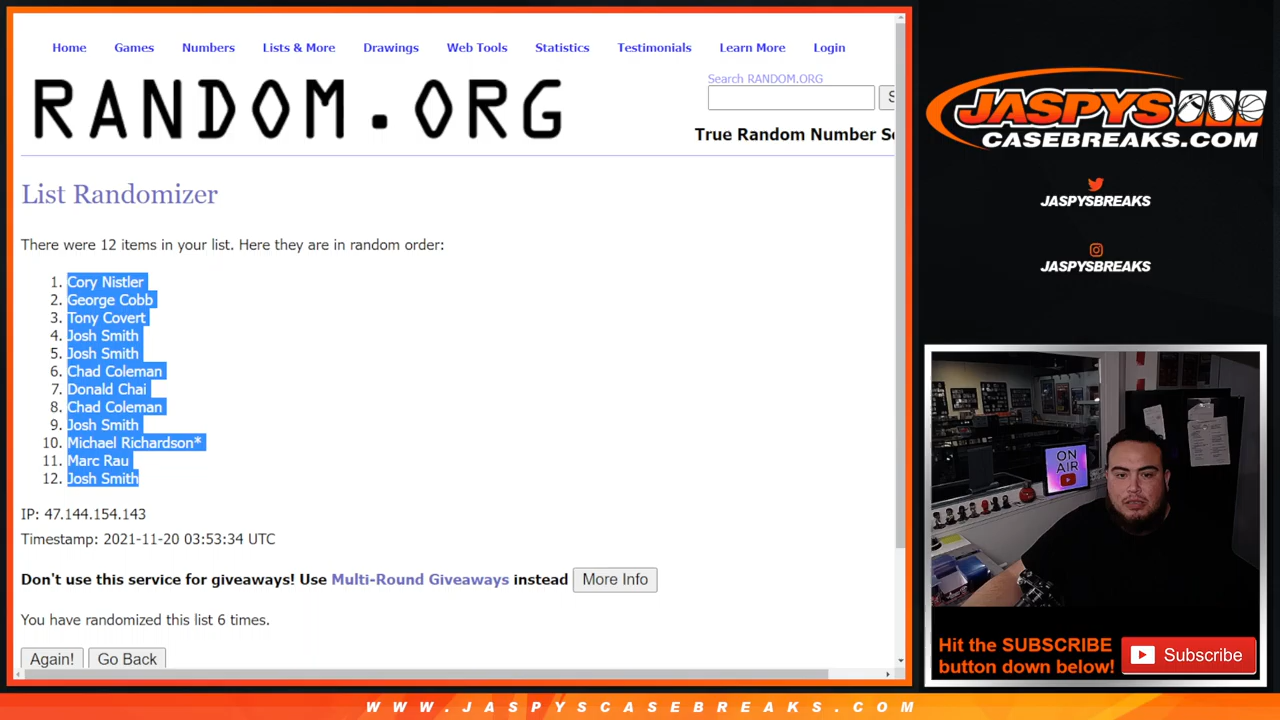 Home Games Numbers Lists & More Drawings Web Tools Statistics Testimonials Learn More Login
RANDOM.ORG
Search RANDOM.ORG
True Random Number Se
List Randomizer
There were 12 items in your list. Here they are in random order:
1. Cory Nistler
2. George Cobb
3. Tony Covert
4. Josh Smith
5. Josh Smith
6. Chad Coleman
7. Donald Chai
8. Chad Coleman
9. Josh Smith
10. Michael Richardson*
11. Marc Rau
12. Josh Smith
IP: 47.144.154.143
Timestamp: 2021-11-20 03:53:34 UTC
Don't use this service for giveaways! Use Multi-Round Giveaways instead More Info
You have randomized this list 6 times.
Again! Go Back
JASPYS
CASEBREAKS.COM
JASPYSBREAKS
JASPYSBREAKS
ON
AIR
Hit the SUBSCRIBE
button down below!
Subscribe
WWW.JASPYSCASEBREAKS.COM